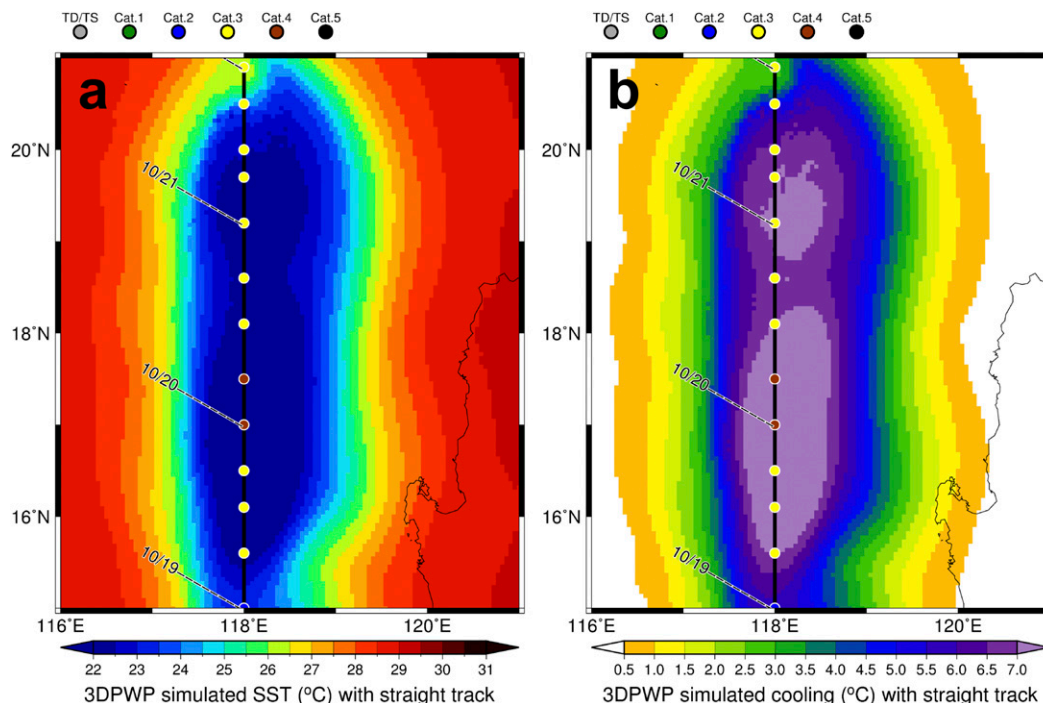 TD/TS Cat.1 Cat.2 Cat.3 Cat.4 Cat.5
TD/TS Cat.1 Cat.2 Cat.3 Cat.4 Cat.5
a
b
20°N
20°N
10/21
10/21
18°N
18°N
10/20
10/20
16°N
16°N
10/19
10/19
116°E 118°E 120°E
116°E 118°E 120°E
22 23 24 25 26 27 28 29 30 31
0.5 1.0 1.5 2.0 2.5 3.0 3.5 4.0 4.5 5.0 5.5 6.0 6.5 7.0
3DPWP simulated SST (ºC) with straight track
3DPWP simulated cooling (ºC) with straight track